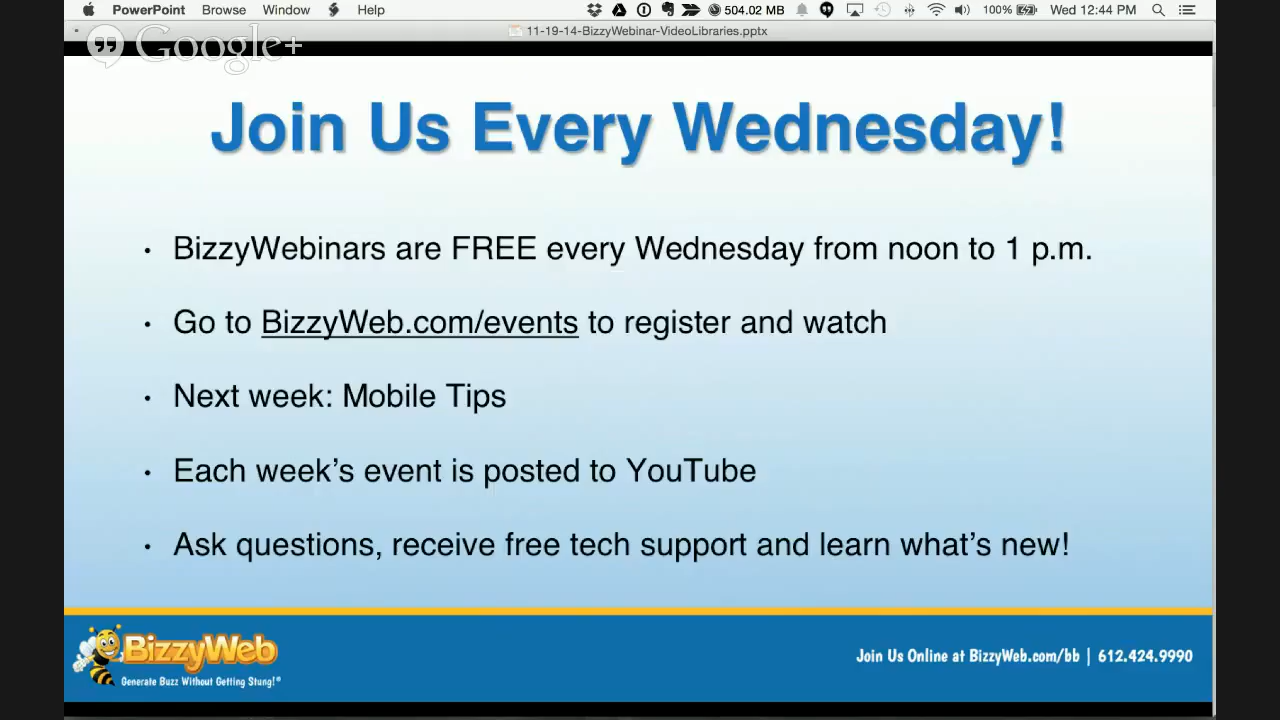 PowerPoint Browse Window Help 504.02 MB 100% Wed 12:44 PM
11-19-14-BizzyWebinar-VideoLibraries.pptx
Google+
Join Us Every Wednesday!
• BizzyWebinars are FREE every Wednesday from noon to 1 p.m.
• Go to BizzyWeb.com/events to register and watch
• Next week: Mobile Tips
• Each week’s event is posted to YouTube
• Ask questions, receive free tech support and learn what’s new!
BizzyWeb
Generate Buzz Without Getting Stung!®
Join Us Online at BizzyWeb.com/bb | 612.424.9990